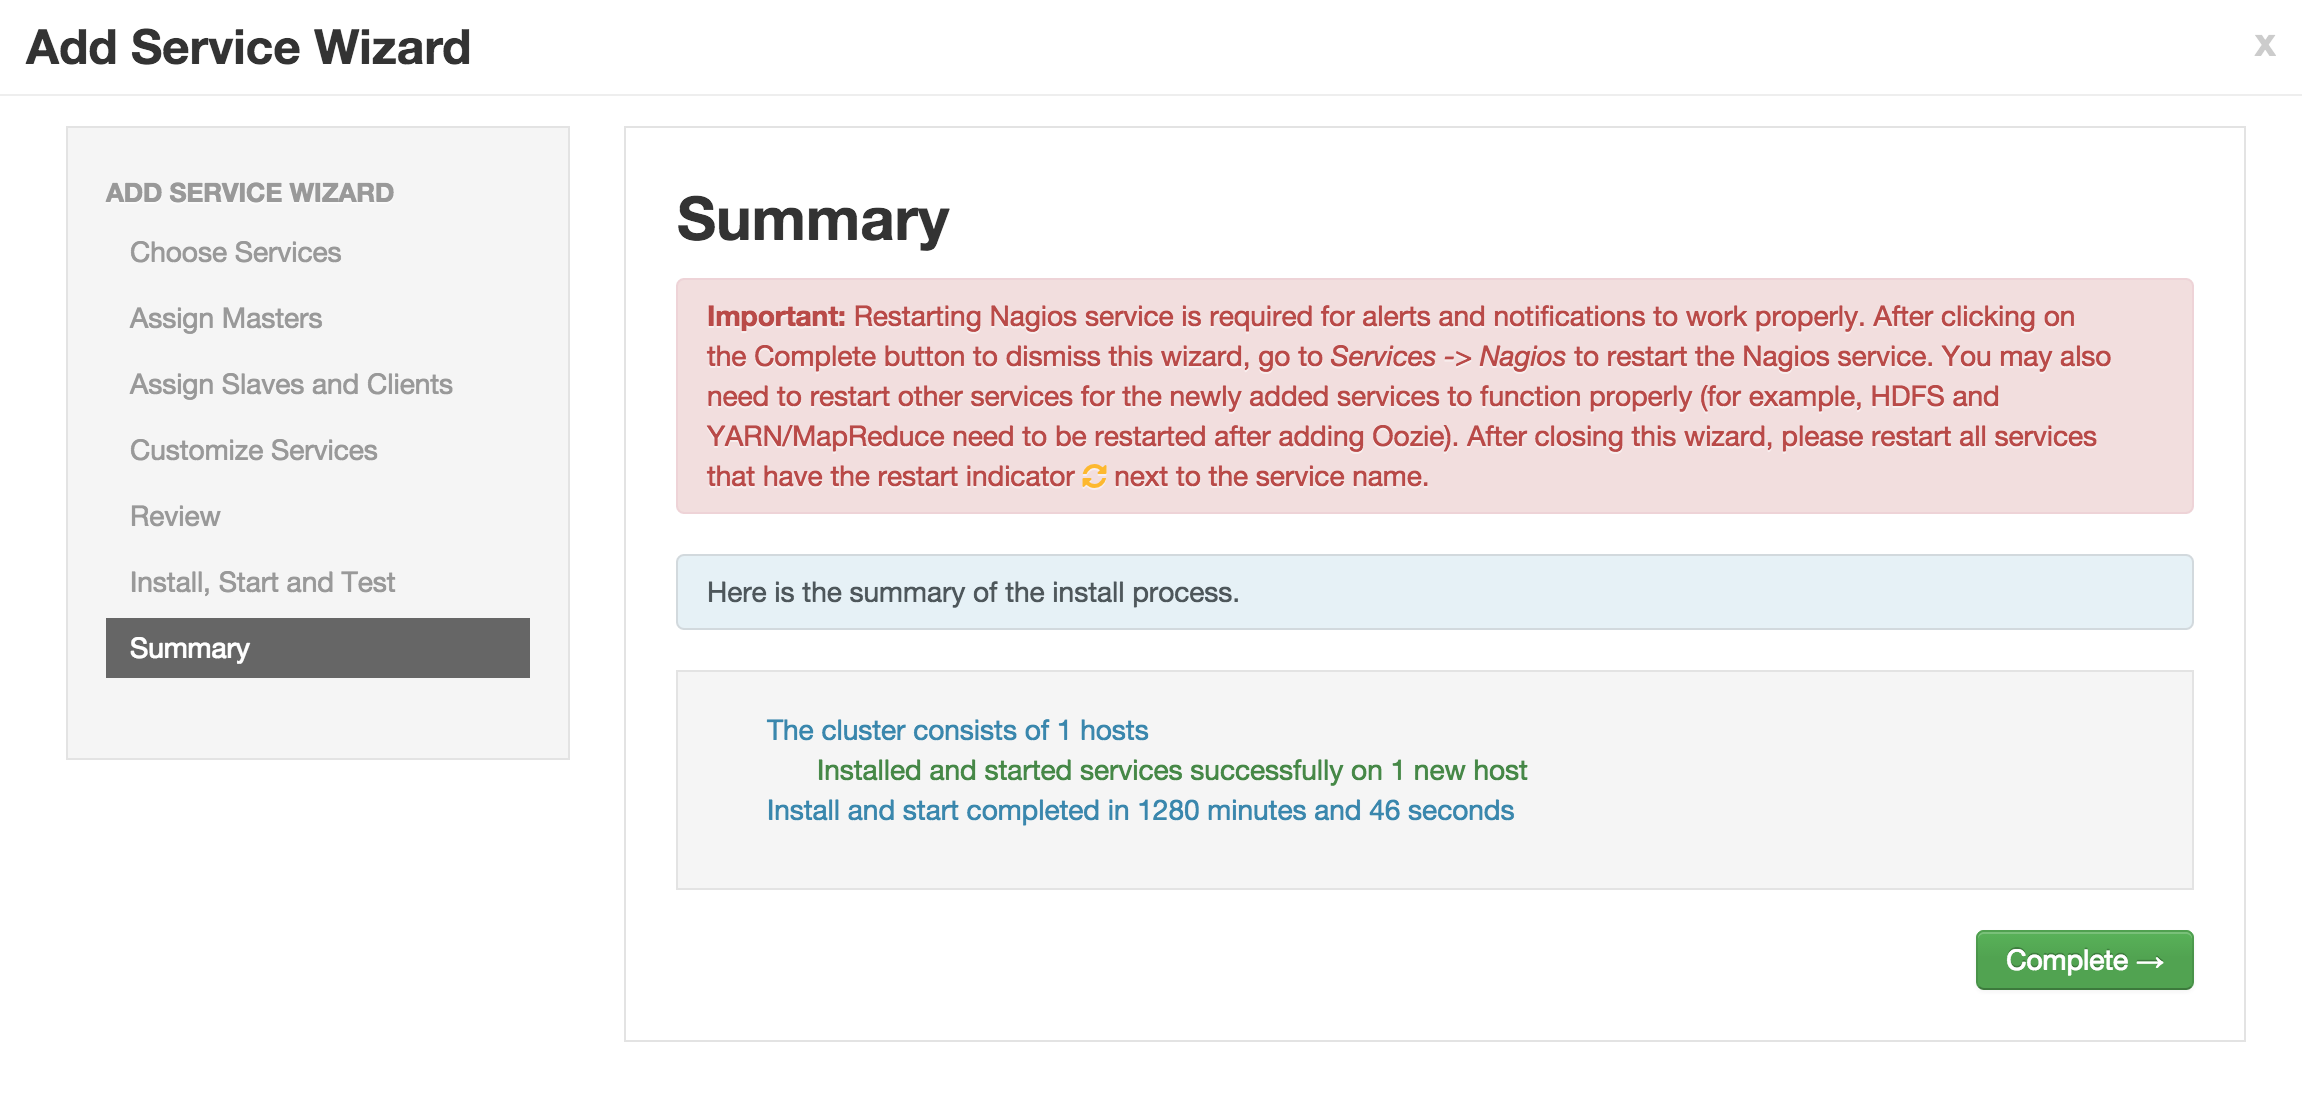 Add Service Wizard
x
ADD SERVICE WIZARD
Choose Services
Assign Masters
Assign Slaves and Clients
Customize Services
Review
Install, Start and Test
Summary
Summary
Important: Restarting Nagios service is required for alerts and notifications to work properly. After clicking on
the Complete button to dismiss this wizard, go to Services -> Nagios to restart the Nagios service. You may also
need to restart other services for the newly added services to function properly (for example, HDFS and
YARN/MapReduce need to be restarted after adding Oozie). After closing this wizard, please restart all services
that have the restart indicator next to the service name.
Here is the summary of the install process.
The cluster consists of 1 hosts
Installed and started services successfully on 1 new host
Install and start completed in 1280 minutes and 46 seconds
Complete →